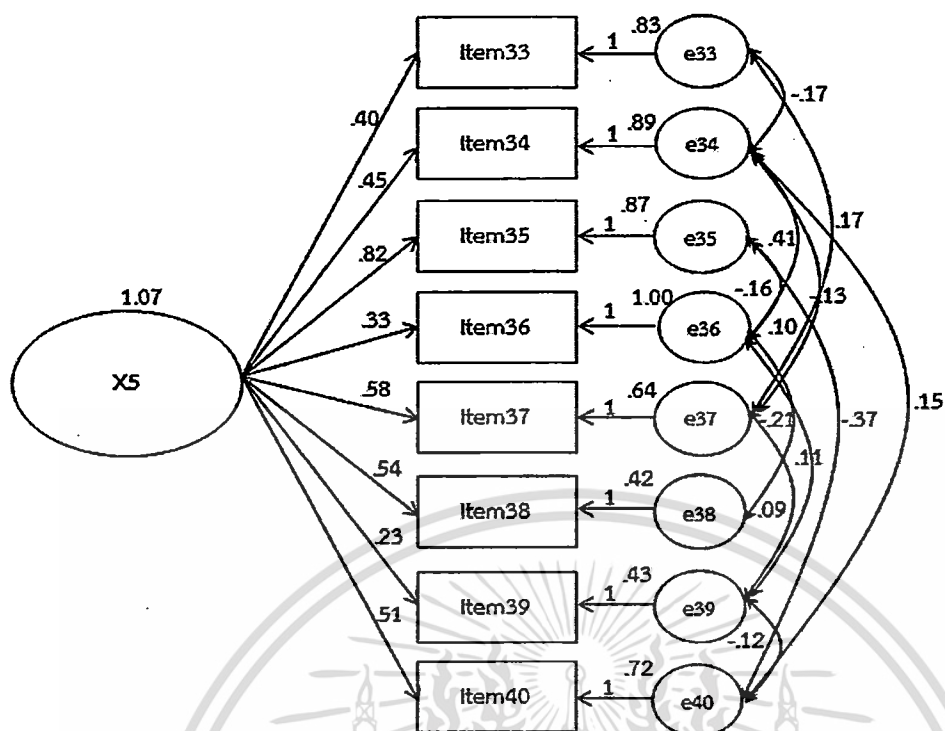 .83
Item33
1
e33
-.17
.40
.89
Item34
1
e34
.45
.87
Item35
1
e35
.17
.82
.41
1.07
1.00
-.16
-.13
Item36
1
e36
.10
.33
X5
.58
.64
Item37
1
e37
.15
-.21
-.37
.54
.11
.42
Item38
1
e38
.09
.23
.43
Item39
1
e39
.51
-.12
.72
Item40
1
e40